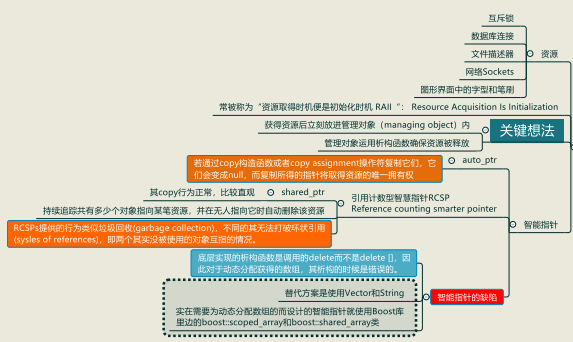 互斥锁
数据库连接
文件描述器
资源
网络Sockets
图形界面中的字型和笔刷
常被称为“资源取得时机便是初始化时机 RAII “： Resource Acquisition Is Initialization
获得资源后立刻放进管理对象（managing object）内
关键想法
管理对象运用析构函数确保资源被释放
若通过copy构造函数或者copy assignment操作符复制它们，它
们会变成null，而复制所得的指针将取得资源的唯一拥有权
auto_ptr
其copy行为正常，比较直观
shared_ptr
引用计数型智慧指针RCSP
Reference counting smarter pointer
持续追踪共有多少个对象指向某笔资源，并在无人指向它时自动删除该资源
RCSPs提供的行为类似垃圾回收(garbage collection)，不同的其无法打破环状引用
(sysles of references)，即两个其实没被使用的对象互指的情况。
智能指针
底层实现的析构函数是调用的delete而不是delete []，因
此对于动态分配获得的数组，其析构的时候是错误的。
替代方案是使用Vector和String
智能指针的缺陷
实在需要为动态分配数组的而设计的智能指针就使用Boost库
里边的boost::scoped_array和boost::shared_array类